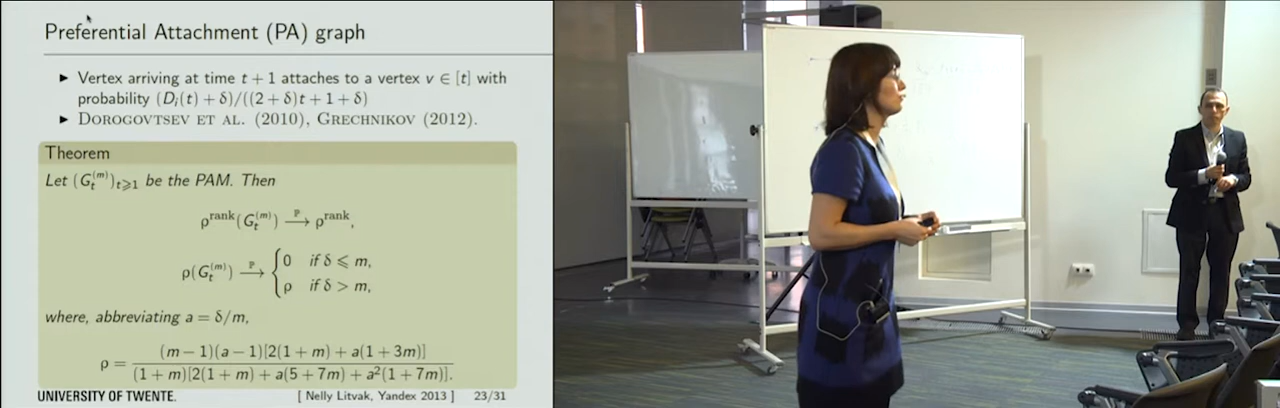 Preferential Attachment (PA) graph
▶ Vertex arriving at time t + 1 attaches to a vertex v ∈ [t] with
probability (Dᵢ(t) + δ)/((2 + δ)t + 1 + δ)
▶ DOROGOVTSEV ET AL. (2010), GRECHNIKOV (2012).
Theorem
Let (G_t^(m))_{t⩾1} be the PAM. Then
ρ^rank(G_t^(m)) →^ℙ ρ^rank,
ρ(G_t^(m)) →^ℙ { 0 if δ ⩽ m,
ρ if δ > m,
where, abbreviating a = δ/m,
ρ = (m − 1)(a − 1)[2(1 + m) + a(1 + 3m)] / (1 + m)[2(1 + m) + a(5 + 7m) + a²(1 + 7m)].
UNIVERSITY OF TWENTE. [ Nelly Litvak, Yandex 2013 ] 23/31